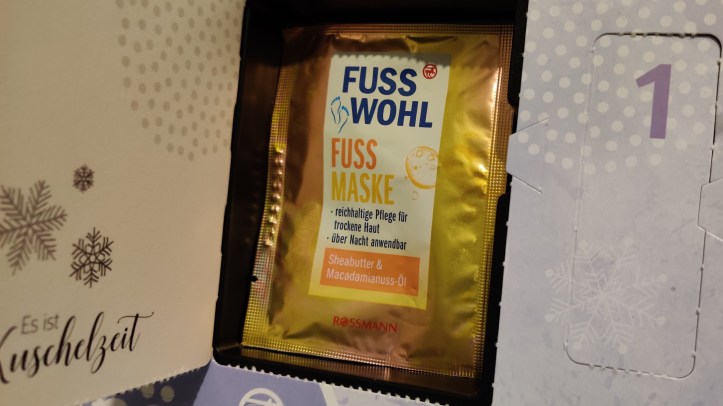 FUSS
WOHL
FUSS
MASKE
- reichhaltige Pflege für
trockene Haut
- über Nacht anwendbar
Sheabutter &
Macadamianuss-Öl
ROSSMANN
1
Es ist
Kuschelzeit